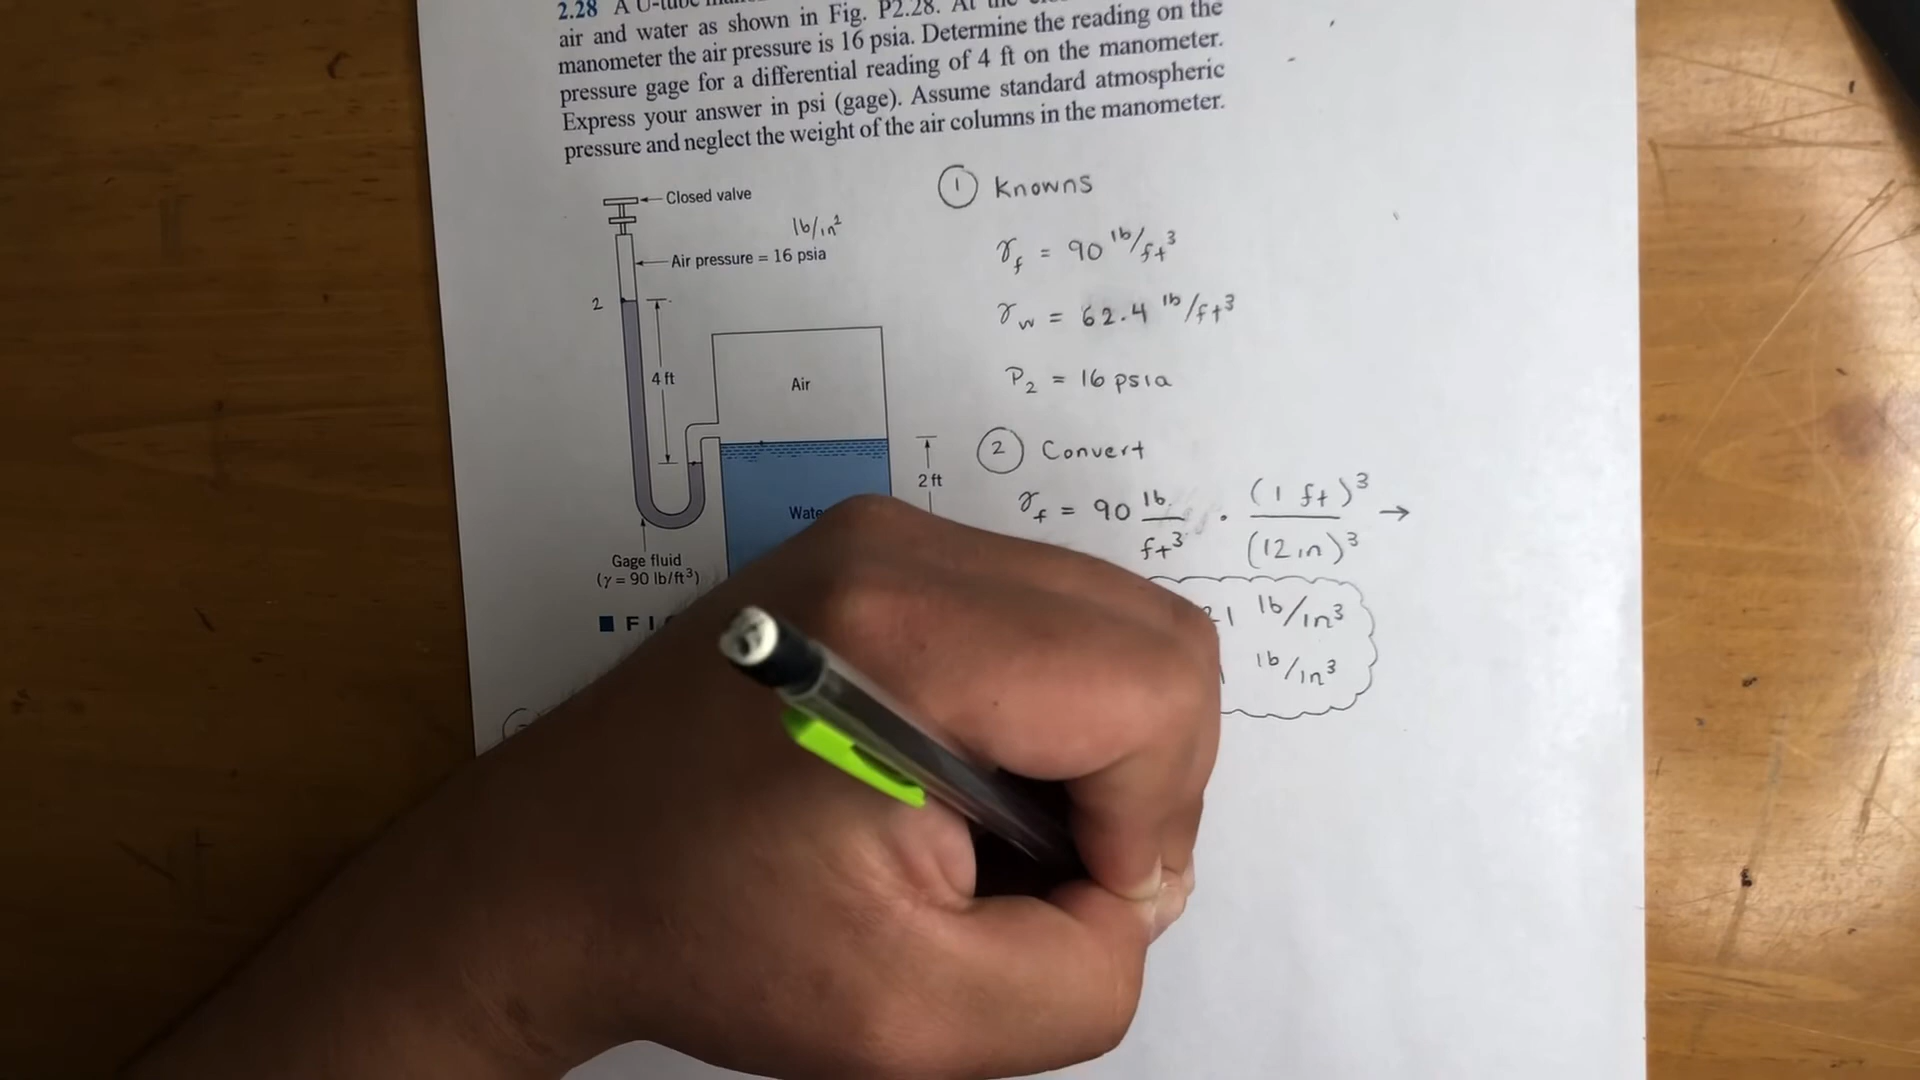 2.28 A U-tube
air and water as shown in Fig. P2.28. At the
manometer the air pressure is 16 psia. Determine the reading on the
pressure gage for a differential reading of 4 ft on the manometer.
Express your answer in psi (gage). Assume standard atmospheric
pressure and neglect the weight of the air columns in the manometer.
Closed valve
lb/in²
Air pressure = 16 psia
2
4 ft
Air
2 ft
Gage fluid
(γ = 90 lb/ft³)
1 Knowns
γf = 90 lb/ft³
γw = 62.4 lb/ft³
P₂ = 16 psia
2 Convert
γf = 90 lb/ft³ · (1 ft)³/(12 in)³ →
lb/in³
lb/in³